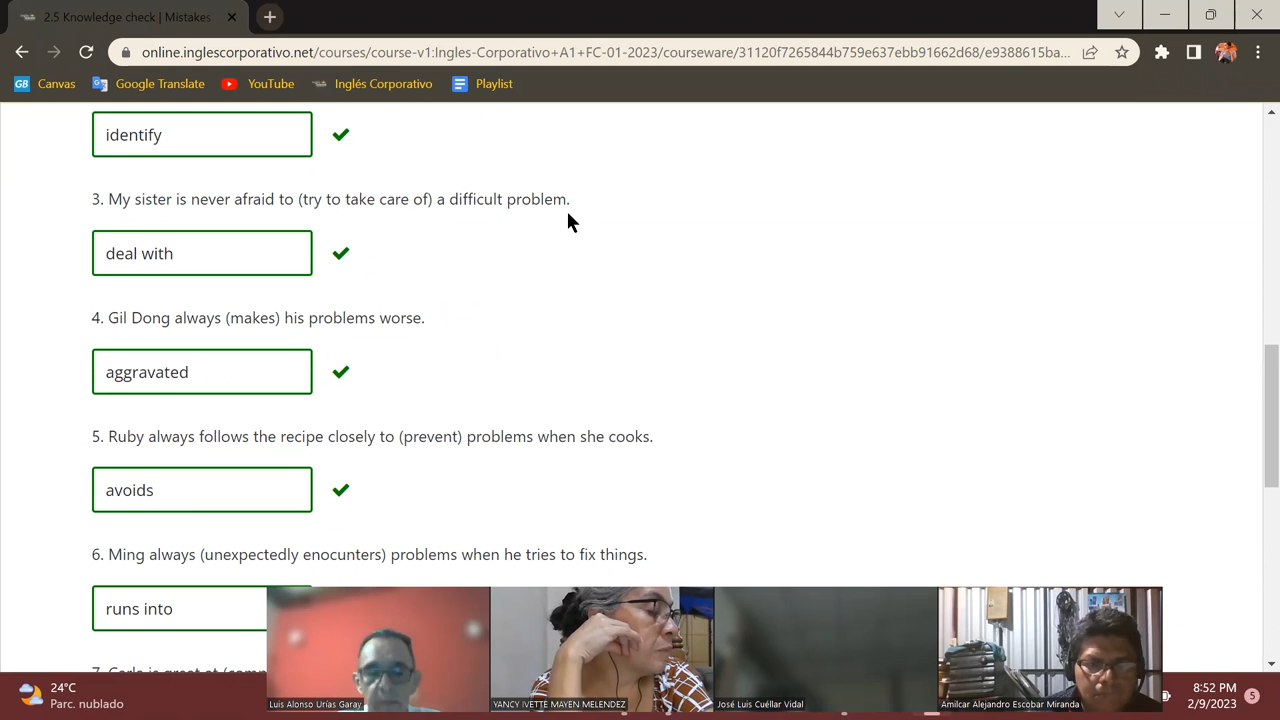 2.5 Knowledge check | Mistakes
online.inglescorporativo.net/courses/course-v1:Ingles-Corporativo+A1+FC-01-2023/courseware/31120f7265844b759e637ebb91662d68/e9388615ba...
GB Canvas Google Translate YouTube Inglés Corporativo Playlist
identify
3. My sister is never afraid to (try to take care of) a difficult problem.
deal with
4. Gil Dong always (makes) his problems worse.
aggravated
5. Ruby always follows the recipe closely to (prevent) problems when she cooks.
avoids
6. Ming always (unexpectedly enocunters) problems when he tries to fix things.
runs into
24°C
Parc. nublado
Luis Alonso Urías Garay
YANCY IVETTE MAYEN MELENDEZ
José Luis Cuéllar Vidal
Amilcar Alejandro Escobar Miranda
8:52 PM
2/9/2023
5